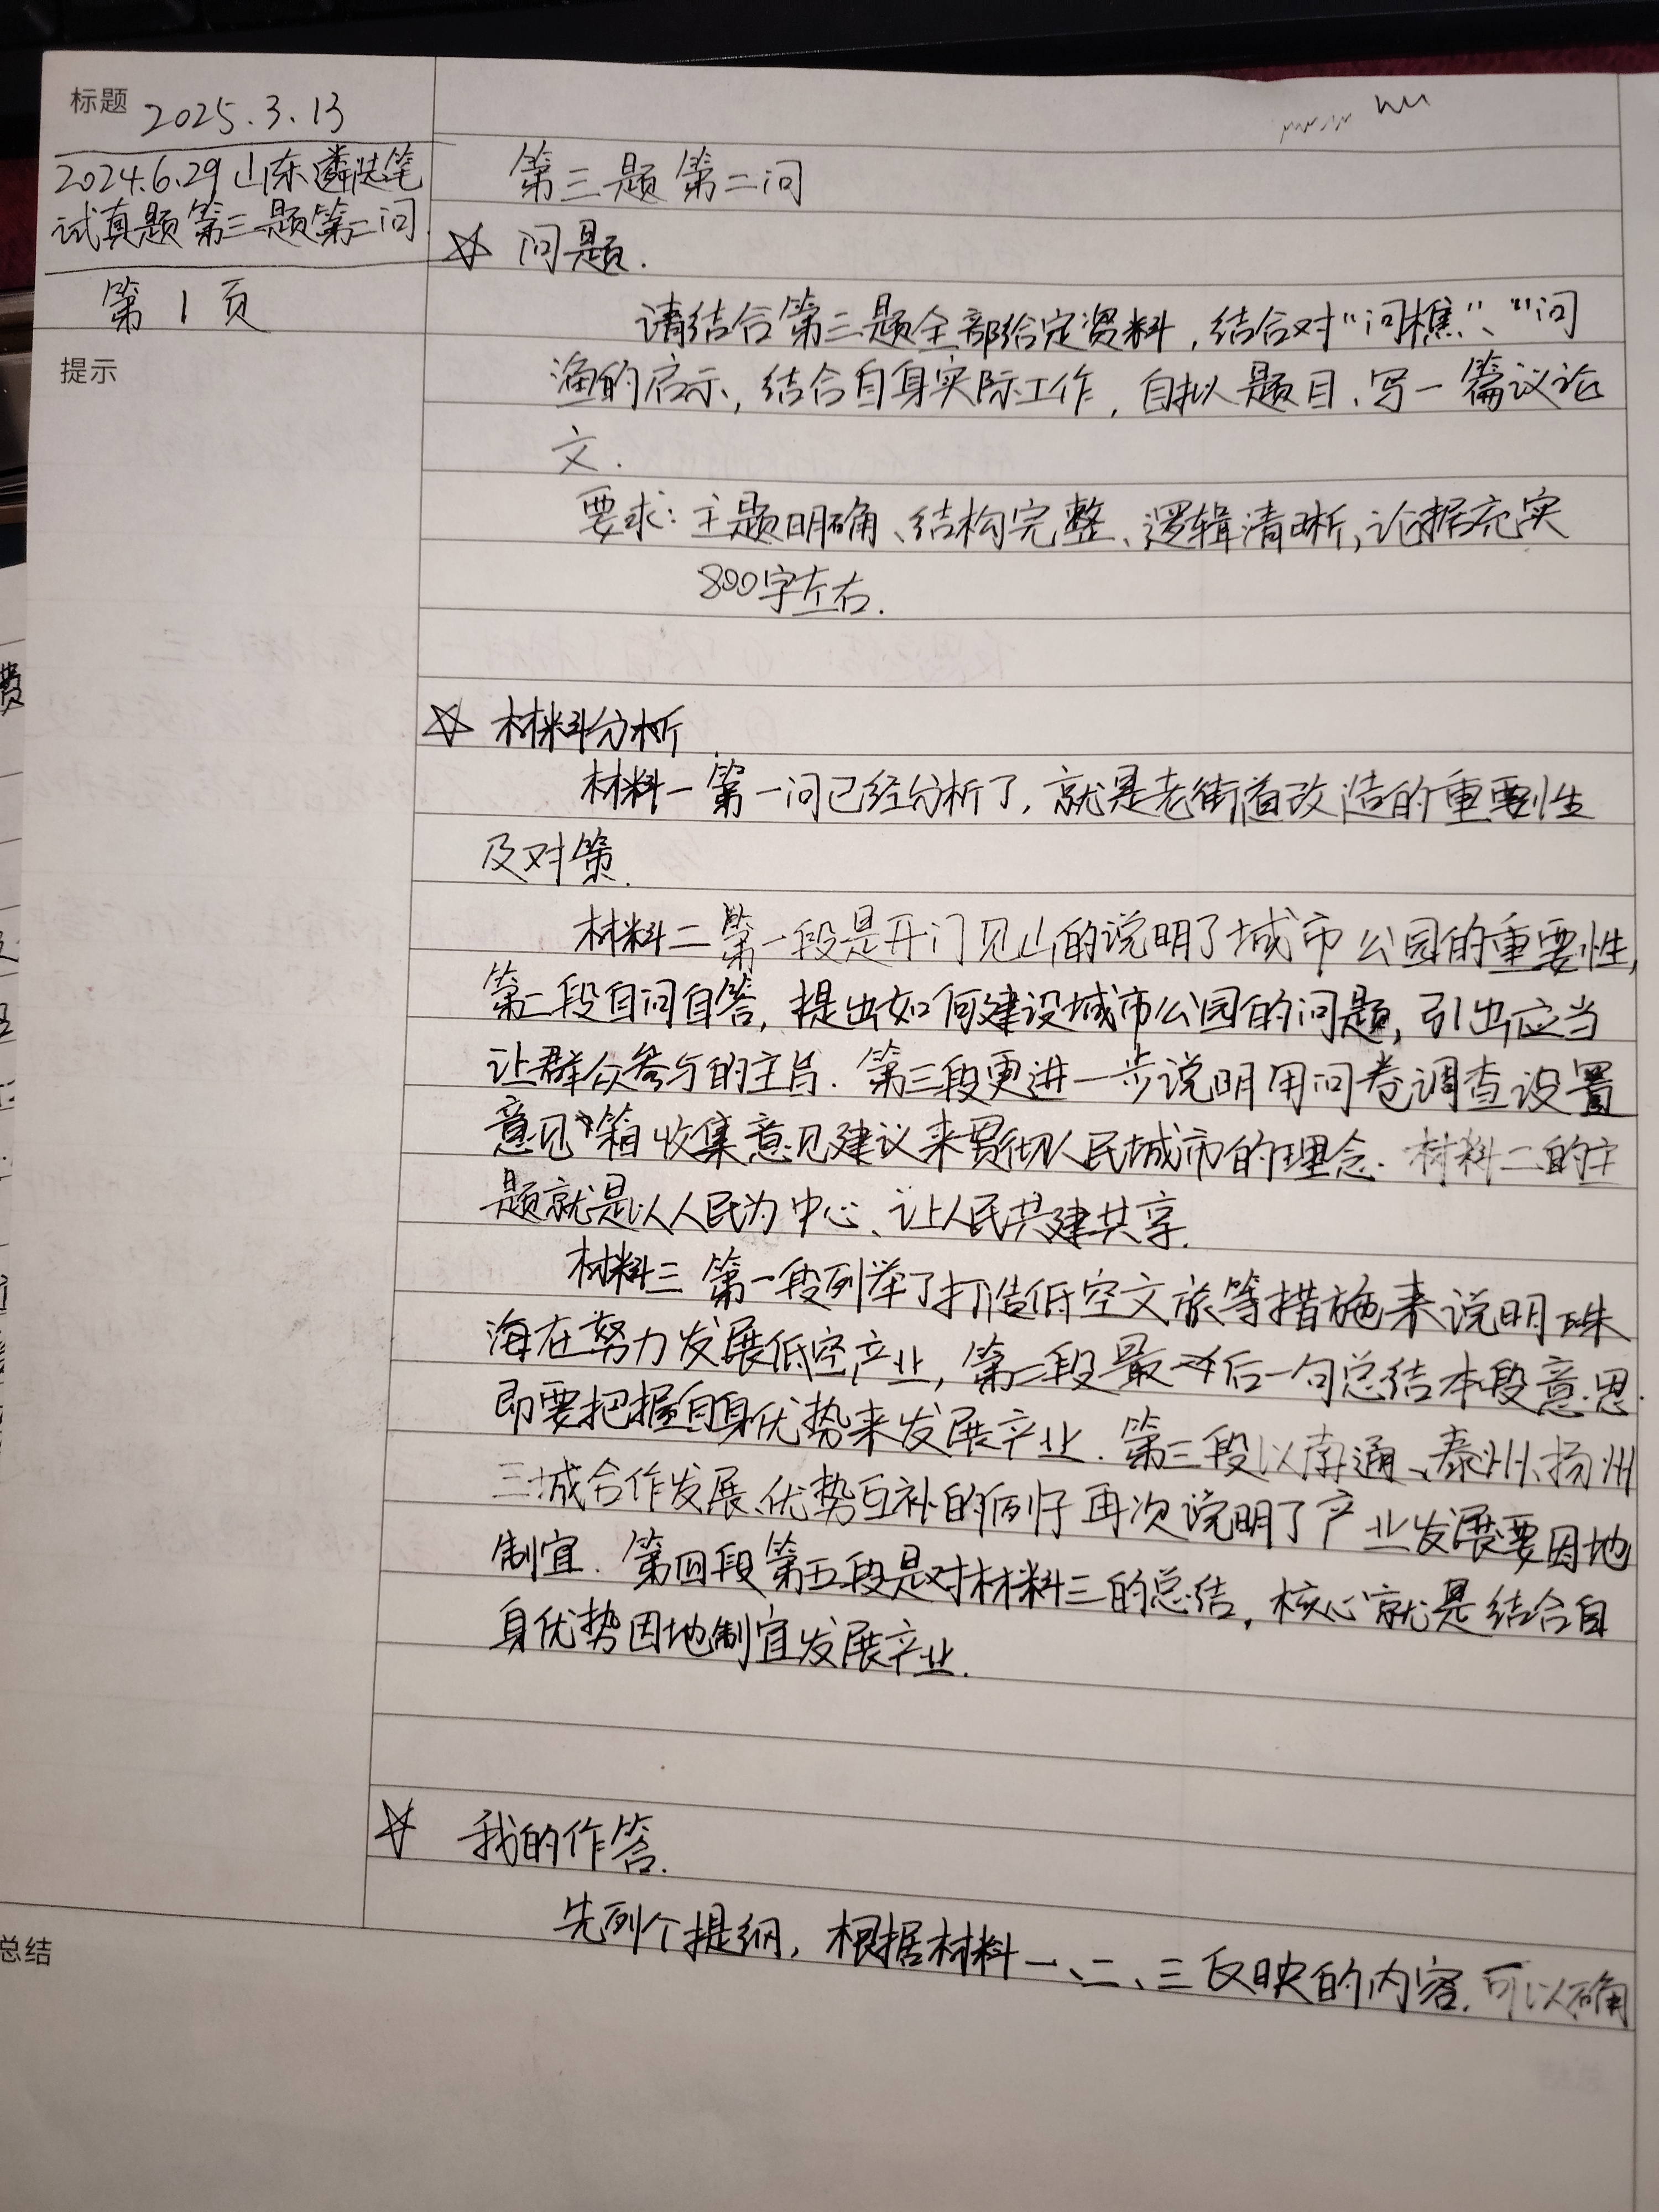 标题
2025.3.13
2024.6.29山东遴选笔
试真题第三题第二问.
第1页
提示
第三题第二问
☆ 问题.
请结合第三题全部给定资料,结合对“问樵”、“问
渔的启示,结合自身实际工作,自拟题目、写一篇议论
文.
要求:主题明确、结构完整、逻辑清晰,论据充实
800字左右.
☆ 材料分析.
材料一第一问已经分析了,就是老街道改造的重要性
及对策.
材料二第一段是开门见山的说明了城市公园的重要性,
第二段自问自答,提出如何建设城市公园的问题,引出应当
让群众参与的主旨.第三段更进一步说明用问卷调查设置
意见箱收集意见建议来贯彻人民城市的理念.材料二的主
题就是以人民为中心、让人民共建共享.
材料三第一段列举了打造低空文旅等措施来说明珠
海在努力发展低空产业,第二段最后一句总结本段意思.
即要把握自身优势来发展产业.第三段以南通、泰州、扬州
三城合作发展、优势互补的例子再次说明了产业发展要因地
制宜.第四段第五段是对材料三的总结,核心就是结合自
身优势因地制宜发展产业.
☆ 我的作答.
先列个提纲,根据材料一、二、三反映的内容.可以确
总结